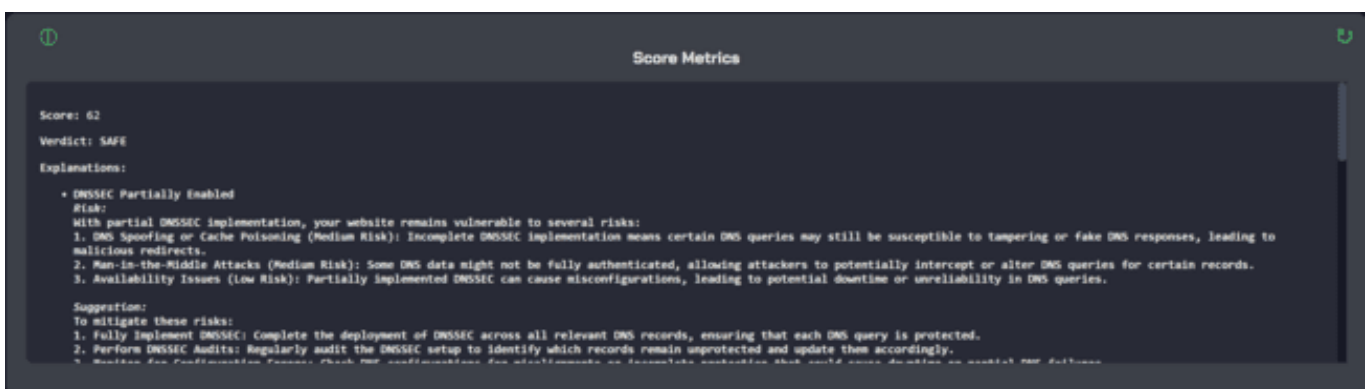 Score Metrics
Score: 62
Verdict: SAFE
Explanations:
• DNSSEC Partially Enabled
Risk:
With partial DNSSEC implementation, your website remains vulnerable to several risks:
1. DNS Spoofing or Cache Poisoning (Medium Risk): Incomplete DNSSEC implementation means certain DNS queries may still be susceptible to tampering or fake DNS responses, leading to
malicious redirects.
2. Man-in-the-Middle Attacks (Medium Risk): Some DNS data might not be fully authenticated, allowing attackers to potentially intercept or alter DNS queries for certain records.
3. Availability Issues (Low Risk): Partially implemented DNSSEC can cause misconfigurations, leading to potential downtime or unreliability in DNS queries.
Suggestion:
To mitigate these risks:
1. Fully Implement DNSSEC: Complete the deployment of DNSSEC across all relevant DNS records, ensuring that each DNS query is protected.
2. Perform DNSSEC Audits: Regularly audit the DNSSEC setup to identify which records remain unprotected and update them accordingly.